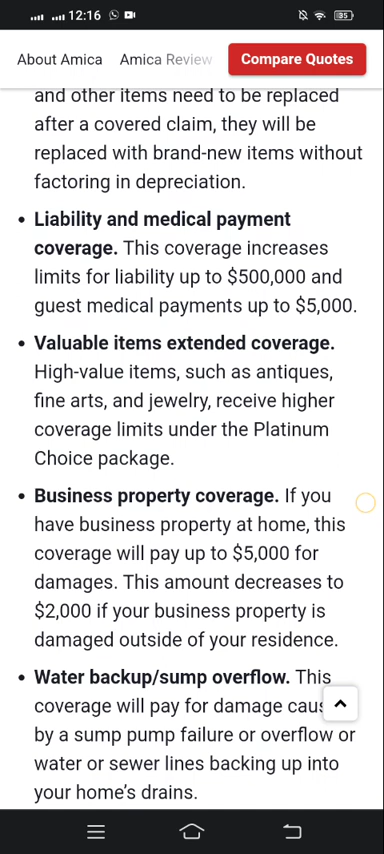 12:16
85
About Amica Amica Review Compare Quotes
and other items need to be replaced
after a covered claim, they will be
replaced with brand-new items without
factoring in depreciation.
• Liability and medical payment
coverage. This coverage increases
limits for liability up to $500,000 and
guest medical payments up to $5,000.
• Valuable items extended coverage.
High-value items, such as antiques,
fine arts, and jewelry, receive higher
coverage limits under the Platinum
Choice package.
• Business property coverage. If you
have business property at home, this
coverage will pay up to $5,000 for
damages. This amount decreases to
$2,000 if your business property is
damaged outside of your residence.
• Water backup/sump overflow. This
coverage will pay for damage cau
by a sump pump failure or overflow or
water or sewer lines backing up into
your home’s drains.